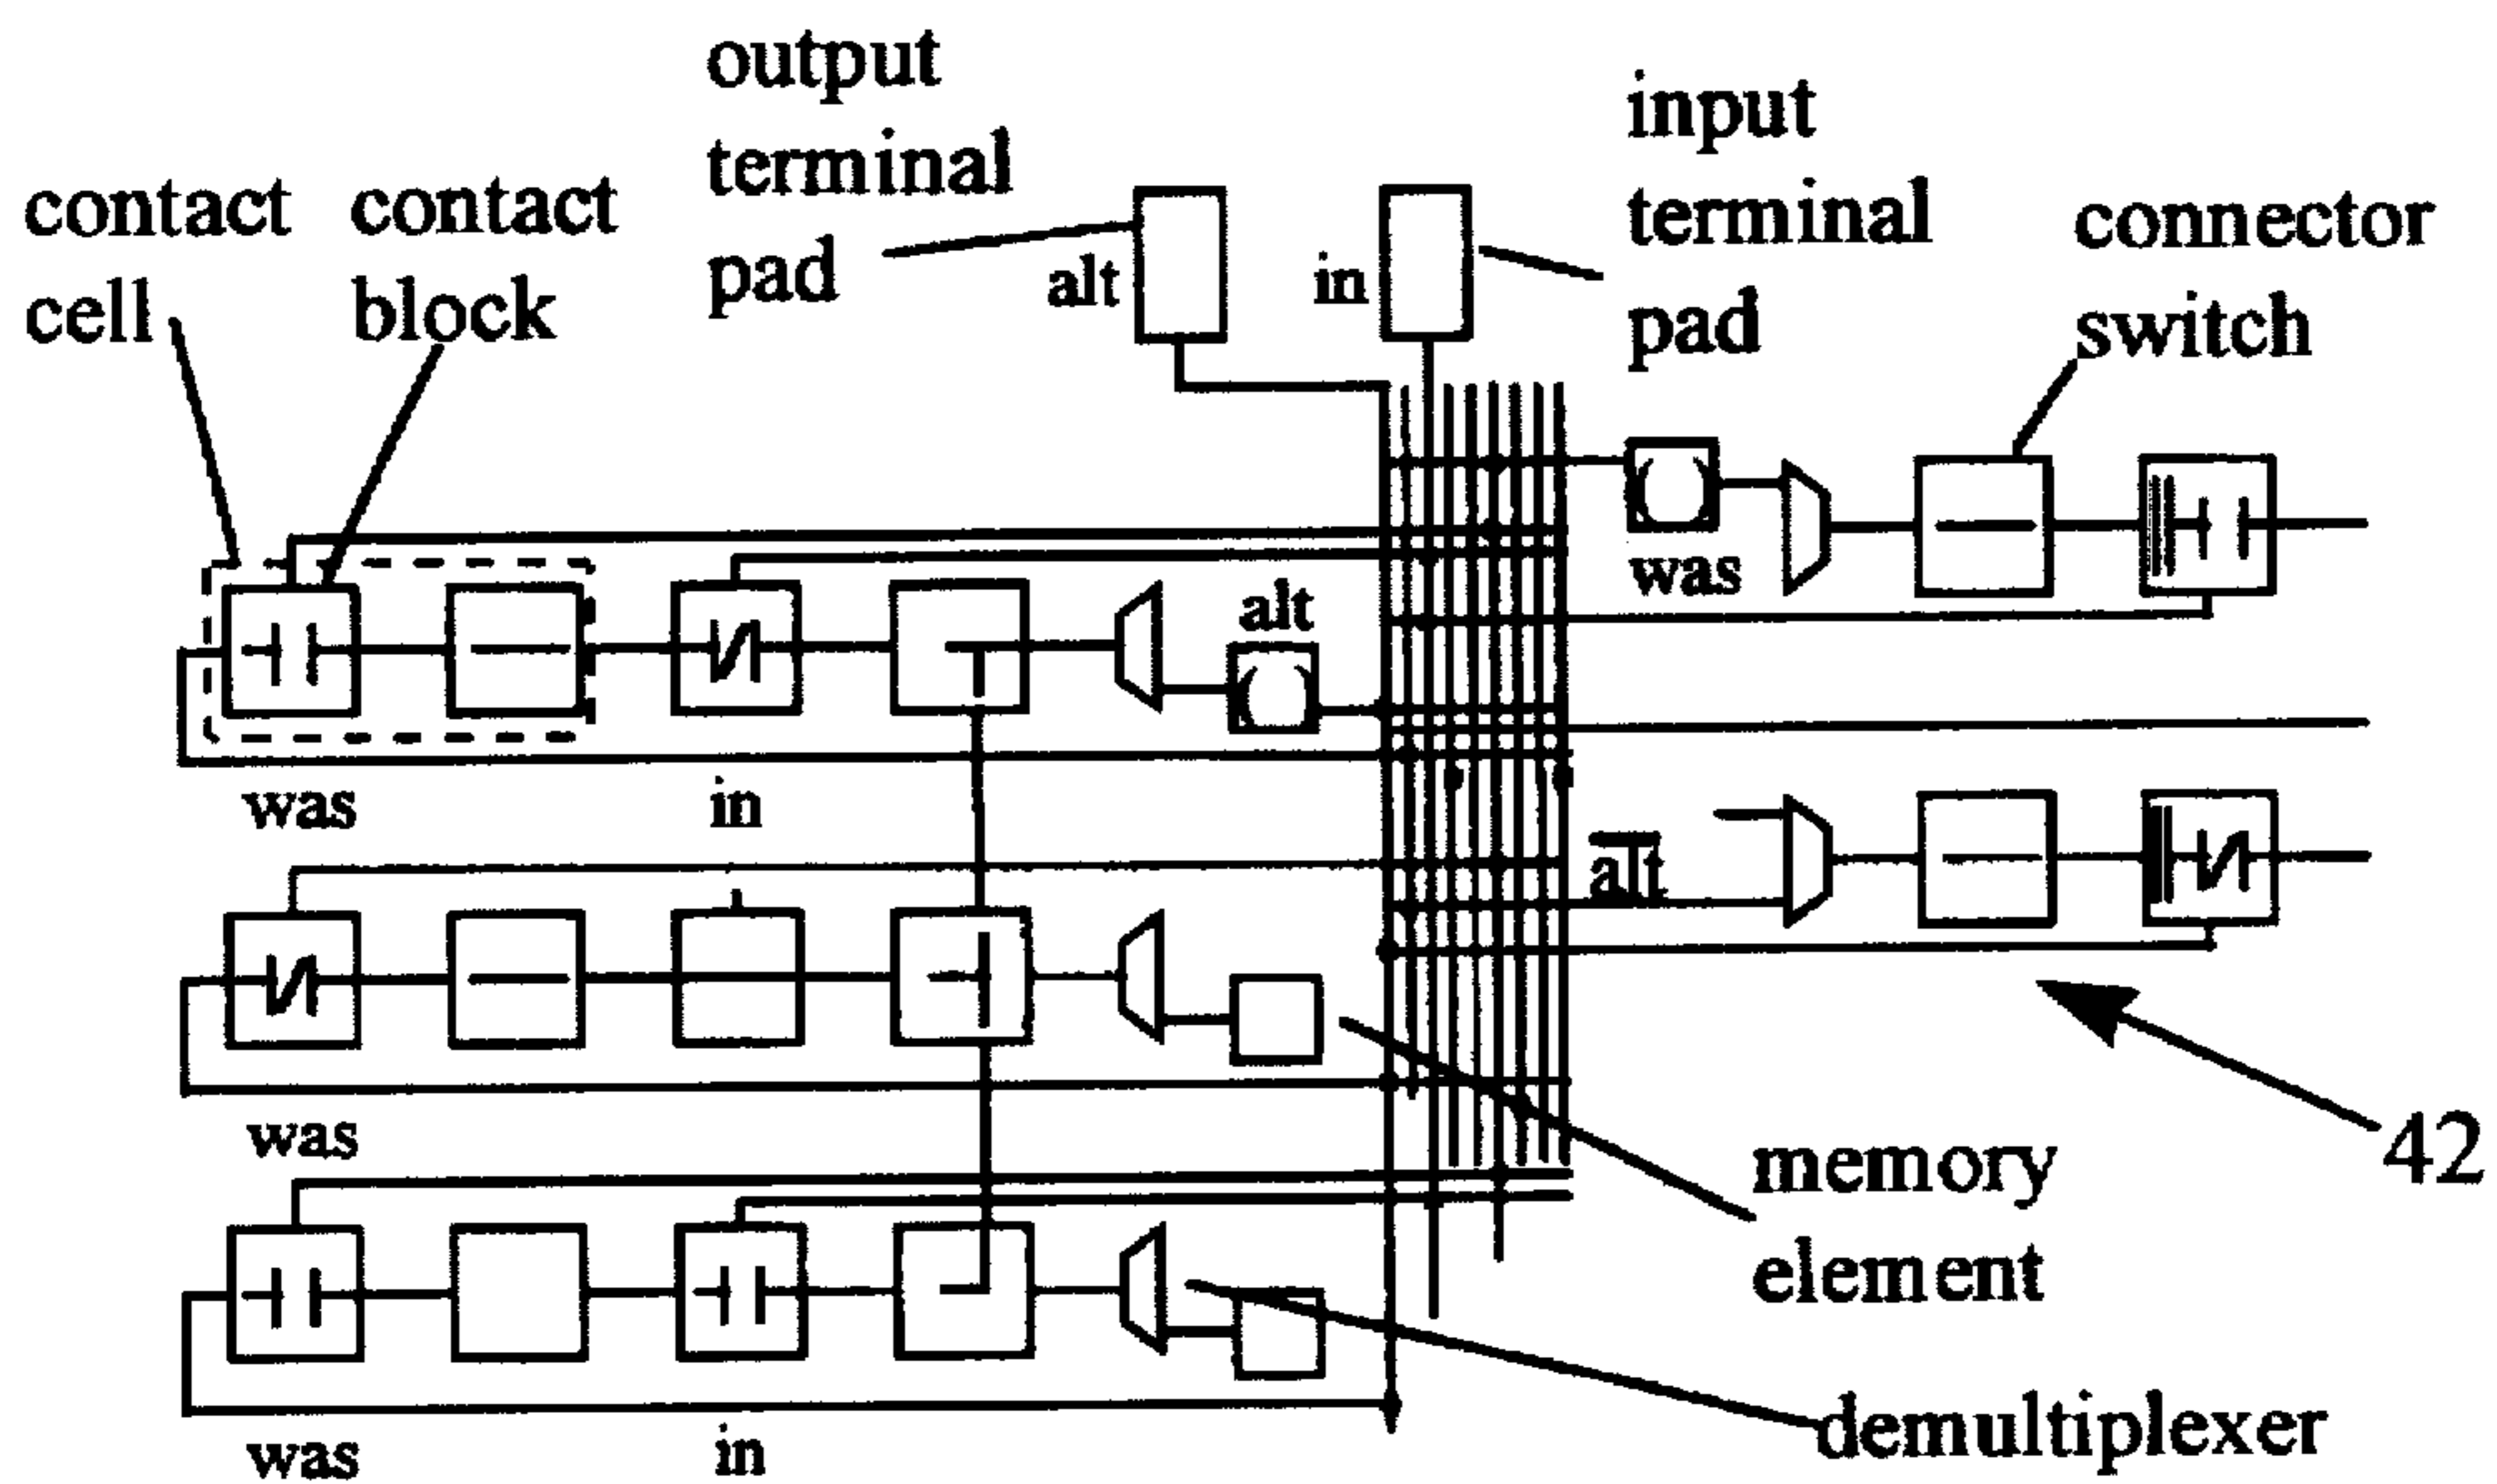 output
terminal
pad
input
terminal
pad
contact
cell
contact
block
connector
switch
alt
in
was
alt
was
in
a̅l̅t̅
was
42
memory
element
demultiplexer
was
in